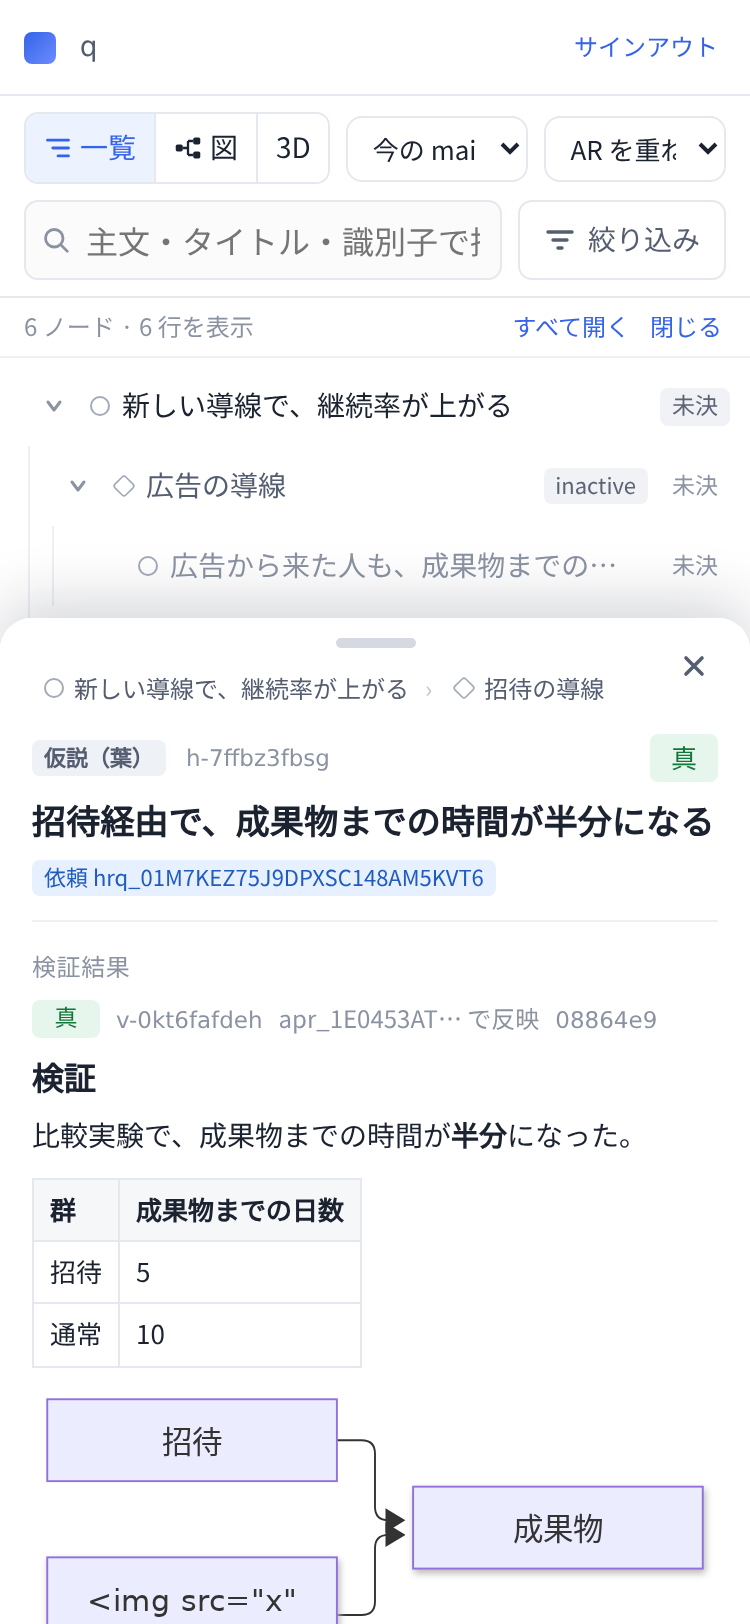 q
サインアウト
一覧 図 3D 今の mai AR を重ね
主文・タイトル・識別子で 絞り込み
6 ノード · 6 行を表示 すべて開く 閉じる
新しい導線で、継続率が上がる 未決
広告の導線 inactive 未決
広告から来た人も、成果物までの… 未決
新しい導線で、継続率が上がる › 招待の導線
仮説（葉） h-7ffbz3fbsg 真
招待経由で、成果物までの時間が半分になる
依頼 hrq_01M7KEZ75J9DPXSC148AM5KVT6
検証結果
真 v-0kt6fafdeh apr_1E0453AT… で反映 08864e9
検証
比較実験で、成果物までの時間が半分になった。
群 成果物までの日数
招待 5
通常 10
招待
成果物
<img src="x"